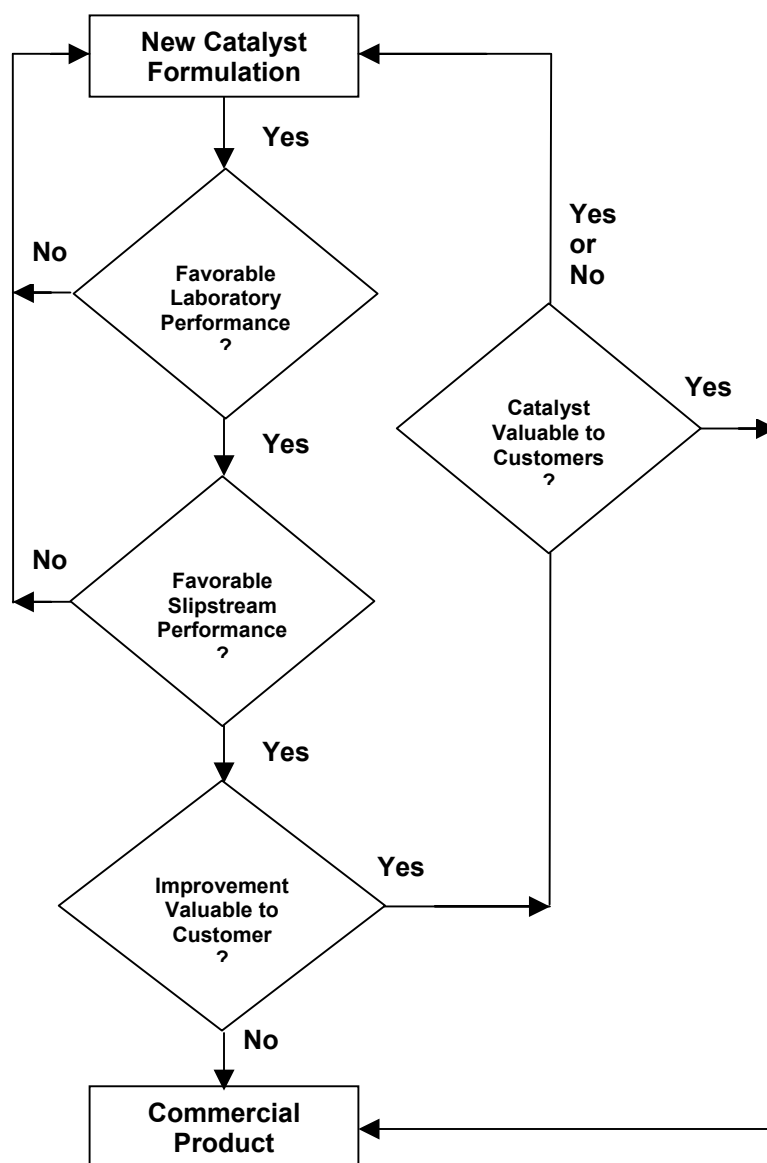 New Catalyst
Formulation
Yes
No
Favorable
Laboratory
Performance
?
Yes
No
Favorable
Slipstream
Performance
?
Yes
Improvement
Valuable to
Customer
?
Yes
No
Commercial
Product
Yes
or
No
Catalyst
Valuable to
Customers
?
Yes